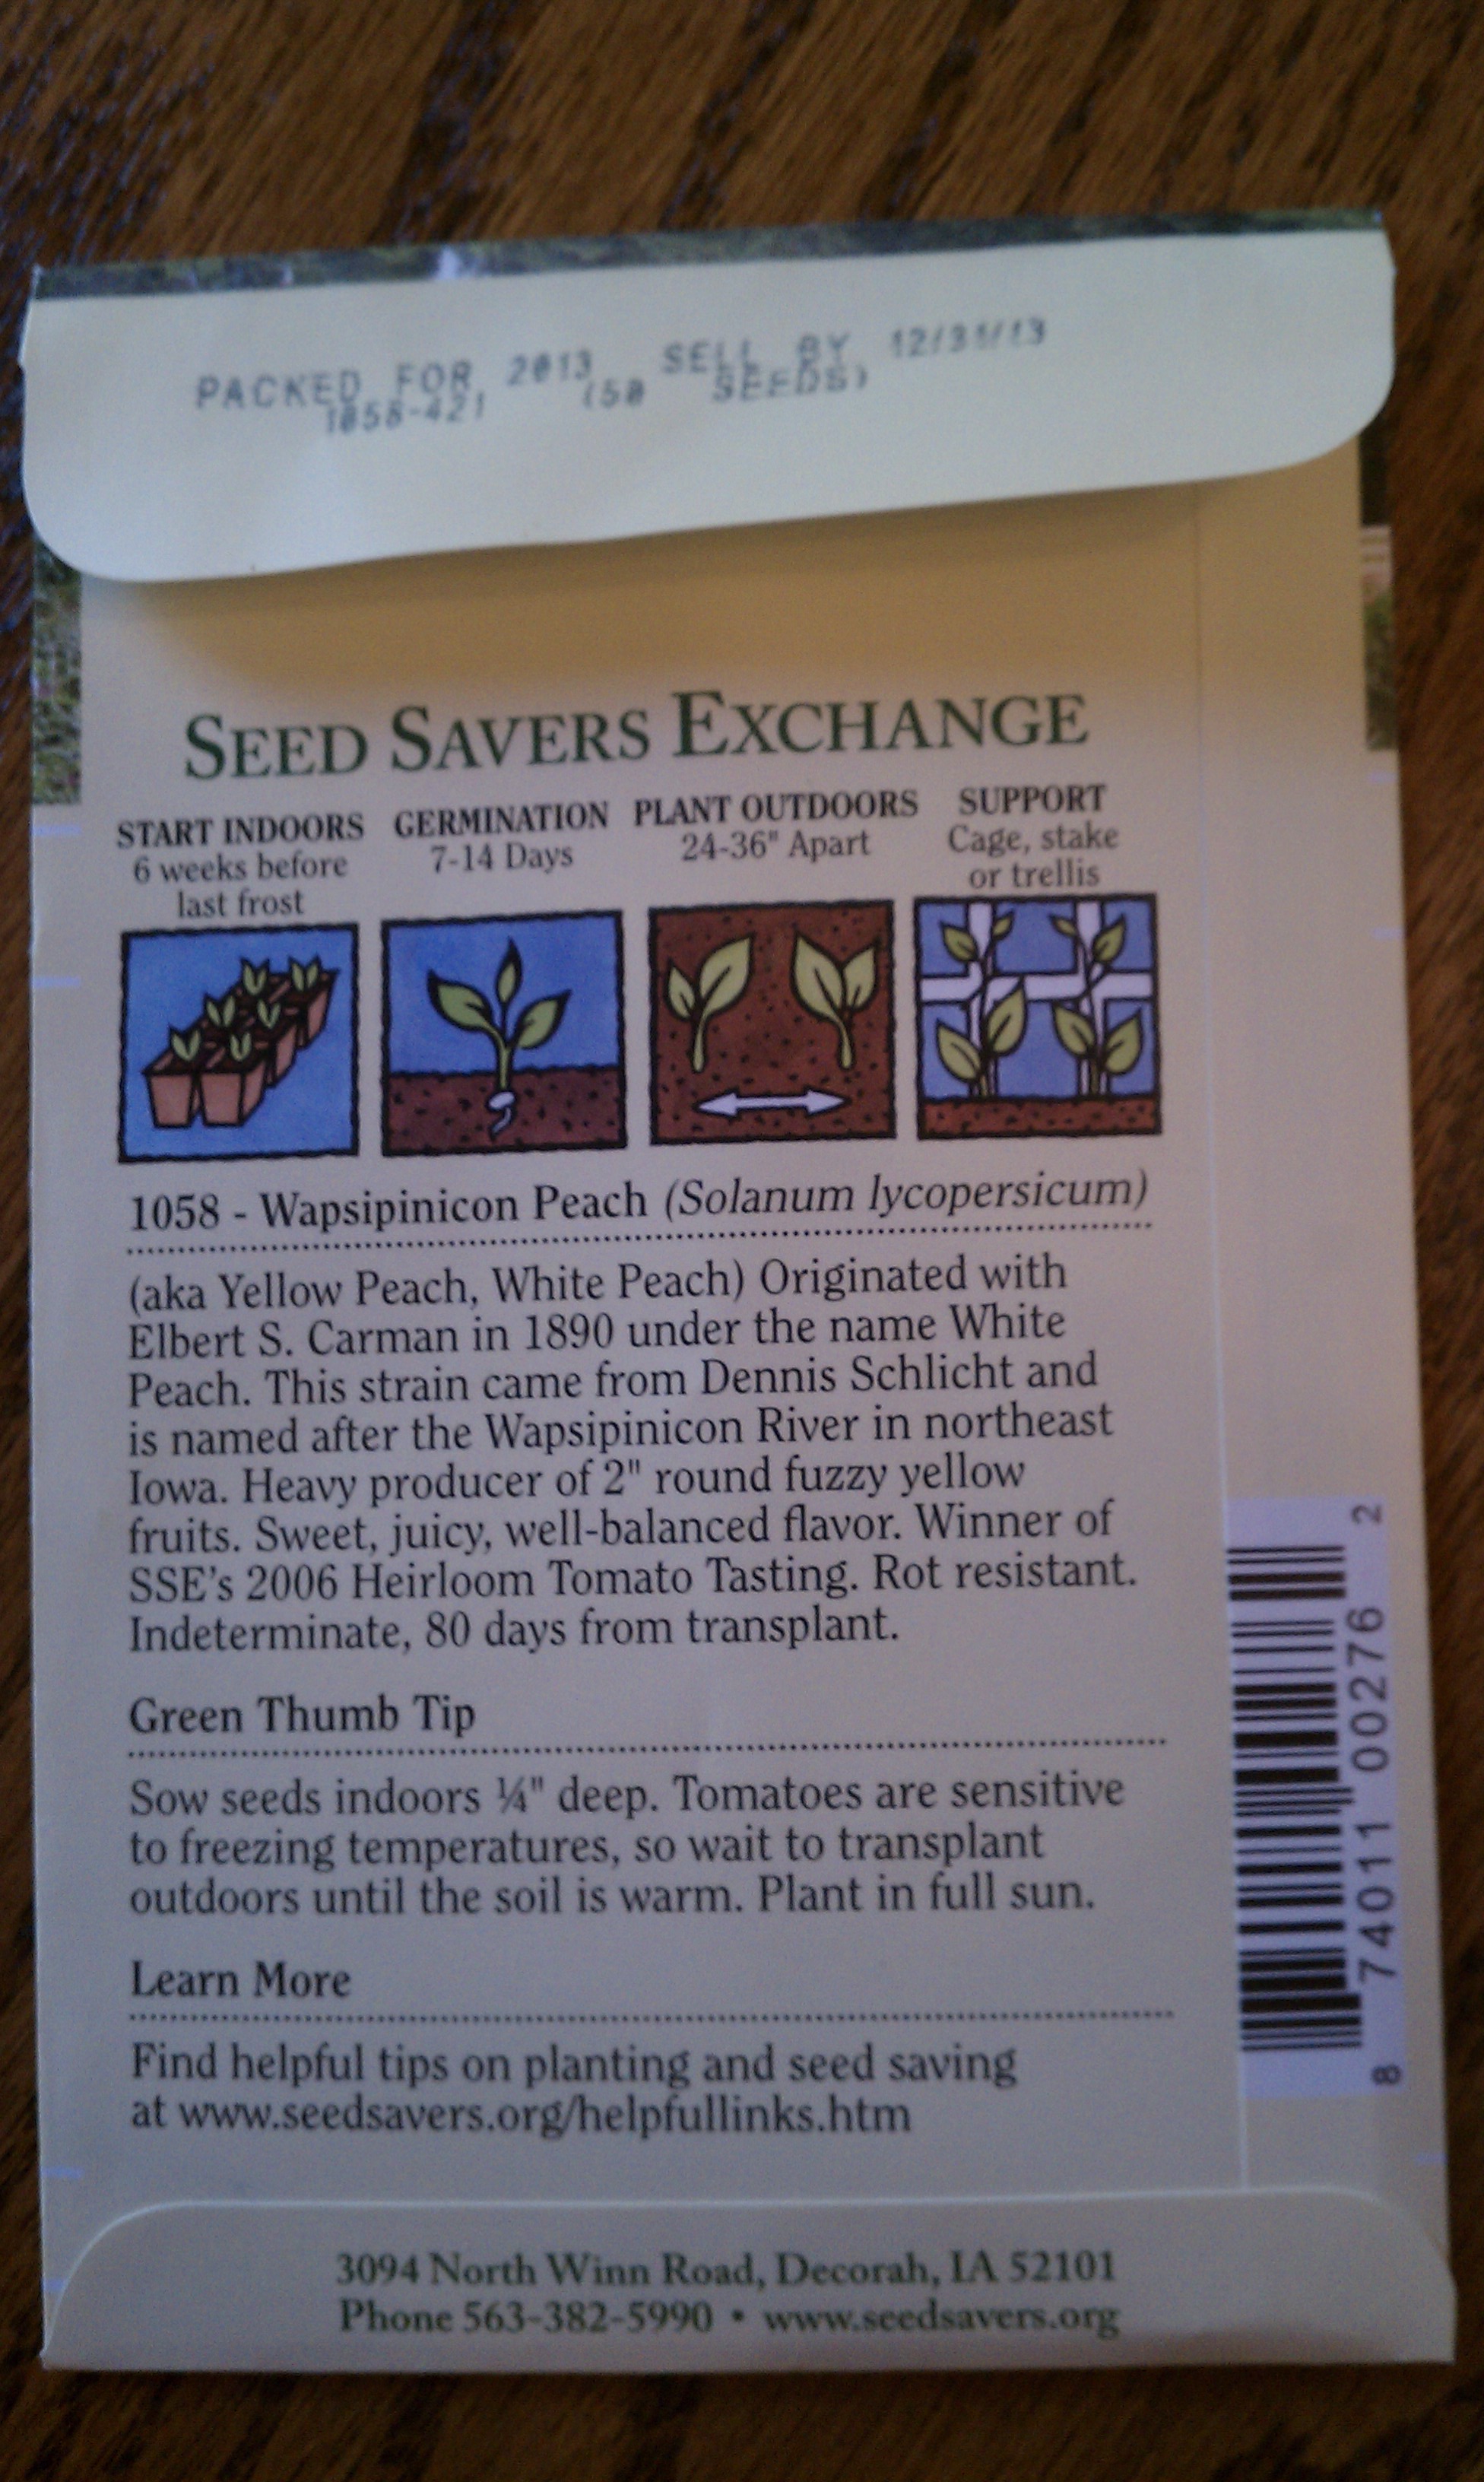 PACKED FOR 2013 SELL BY 12/31/13
1058-421 (50 SEEDS)
SEED SAVERS EXCHANGE
START INDOORS
6 weeks before
last frost
GERMINATION
7-14 Days
PLANT OUTDOORS
24-36" Apart
SUPPORT
Cage, stake
or trellis
1058 - Wapsipinicon Peach (Solanum lycopersicum)
(aka Yellow Peach, White Peach) Originated with
Elbert S. Carman in 1890 under the name White
Peach. This strain came from Dennis Schlicht and
is named after the Wapsipinicon River in northeast
Iowa. Heavy producer of 2" round fuzzy yellow
fruits. Sweet, juicy, well-balanced flavor. Winner of
SSE's 2006 Heirloom Tomato Tasting. Rot resistant.
Indeterminate, 80 days from transplant.
Green Thumb Tip
Sow seeds indoors ¼" deep. Tomatoes are sensitive
to freezing temperatures, so wait to transplant
outdoors until the soil is warm. Plant in full sun.
Learn More
Find helpful tips on planting and seed saving
at www.seedsavers.org/helpfullinks.htm
8 74011 00276 2
3094 North Winn Road, Decorah, IA 52101
Phone 563-382-5990 • www.seedsavers.org